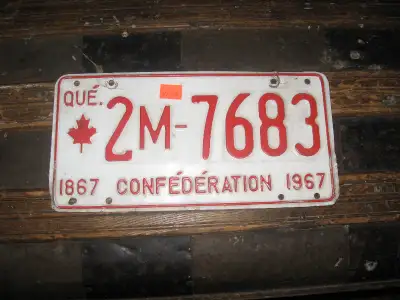 QUÉ.
2M-7683
1867 CONFÉDÉRATION 1967